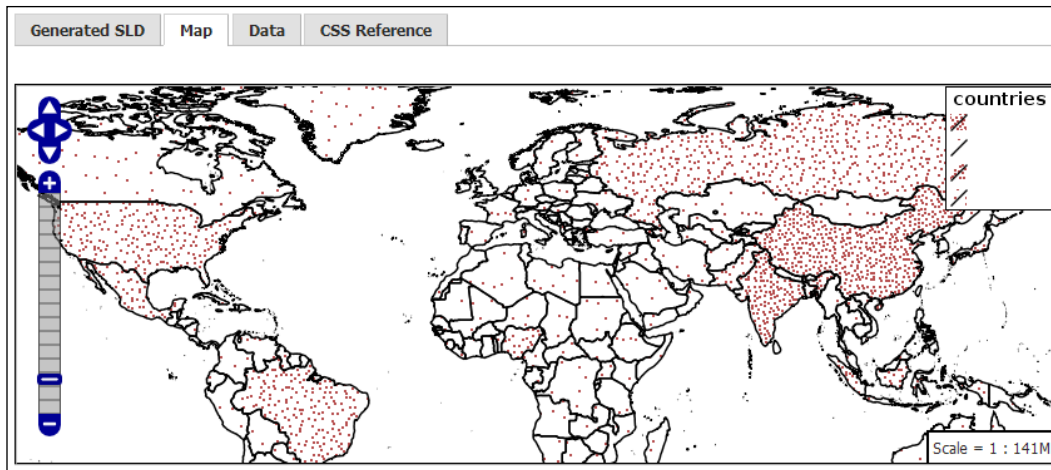 Generated SLD
Map
Data
CSS Reference
countries
Scale = 1 : 141M